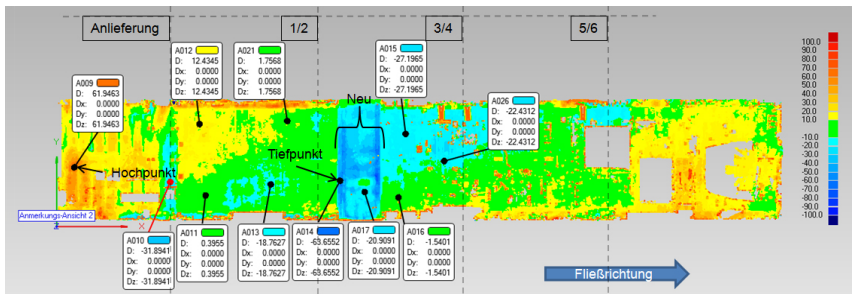 Anlieferung
1/2
3/4
5/6
A009
D: 61.9463
Dx: 0.0000
Dy: 0.0000
Dz: 61.9463
A012
D: 12.4345
Dx: 0.0000
Dy: 0.0000
Dz: 12.4345
A021
D: 1.7568
Dx: 0.0000
Dy: 0.0000
Dz: 1.7568
A015
D: -27.1965
Dx: 0.0000
Dy: 0.0000
Dz: -27.1965
A026
D: -22.4312
Dx: 0.0000
Dy: 0.0000
Dz: -22.4312
Neu
Hochpunkt
Tiefpunkt
Y
Anmerkungs-Ansicht 2
Z
X
A010
D: -31.8941
Dx: 0.0000
Dy: 0.0000
Dz: -31.8941
A011
D: 0.3955
Dx: 0.0000
Dy: 0.0000
Dz: 0.3955
A013
D: -18.7627
Dx: 0.0000
Dy: 0.0000
Dz: -18.7627
A014
D: -63.6552
Dx: 0.0000
Dy: 0.0000
Dz: -63.6552
A017
D: -20.9091
Dx: 0.0000
Dy: 0.0000
Dz: -20.9091
A016
D: -1.5401
Dx: 0.0000
Dy: 0.0000
Dz: -1.5401
Fließrichtung
100.0
90.0
80.0
70.0
60.0
50.0
40.0
30.0
20.0
10.0
-10.0
-20.0
-30.0
-40.0
-50.0
-60.0
-70.0
-80.0
-90.0
-100.0